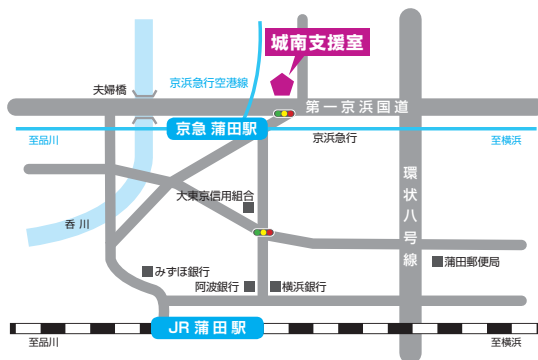 城南支援室
京浜急行空港線
夫婦橋
第一京浜国道
京急 蒲田駅
至品川
京浜急行
至横浜
環状八号線
大東京信用組合
呑川
みずほ銀行
蒲田郵便局
阿波銀行
横浜銀行
JR 蒲田駅
至品川
至横浜